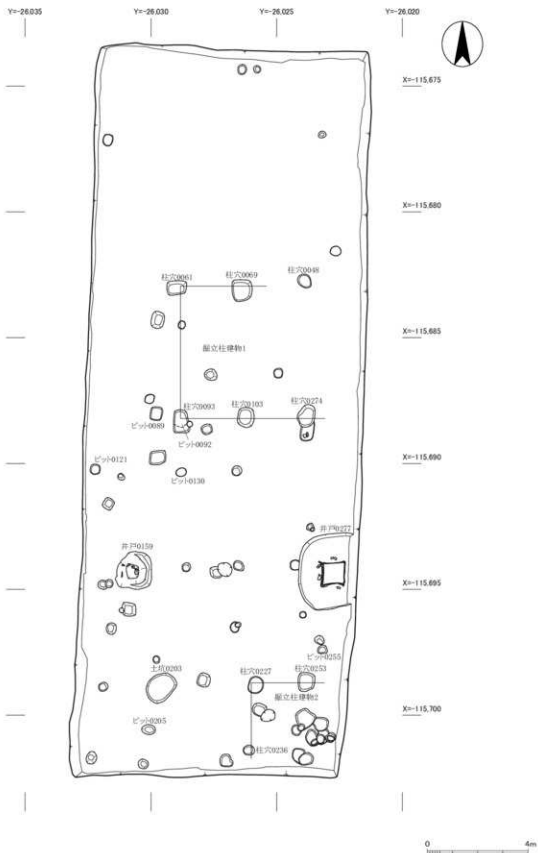 Y=-26,035 Y=-26,030 Y=-26,025 Y=-26,020
X=-115,675
X=-115,680
柱穴0061 柱穴0069 柱穴0048
X=-115,685
掘立柱建物1
柱穴0093 柱穴0103 柱穴0274
ピット0089
ピット0092
ピット0121
X=-115,690
ピット0130
井戸0277
井戸0159
X=-115,695
ピット0255
土坑0203 柱穴0227 柱穴0253
掘立柱建物2
X=-115,700
ピット0205
柱穴0236
0 4m